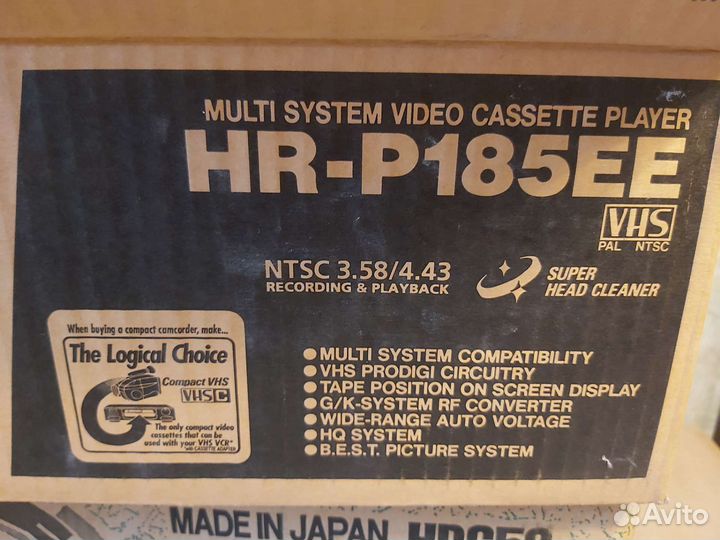 MULTI SYSTEM VIDEO CASSETTE PLAYER
HR-P185EE
VHS
PAL NTSC
NTSC 3.58/4.43
RECORDING & PLAYBACK
SUPER
HEAD CLEANER
When buying a compact camcorder, make...
The Logical Choice
Compact VHS
VHS C
The only compact video
cassettes that can be
used with your VHS VCR*
*with CASSETTE ADAPTER
●MULTI SYSTEM COMPATIBILITY
●VHS PRODIGI CIRCUITRY
●TAPE POSITION ON SCREEN DISPLAY
●G/K-SYSTEM RF CONVERTER
●WIDE-RANGE AUTO VOLTAGE
●HQ SYSTEM
●B.E.S.T. PICTURE SYSTEM
MADE IN JAPAN
Avito